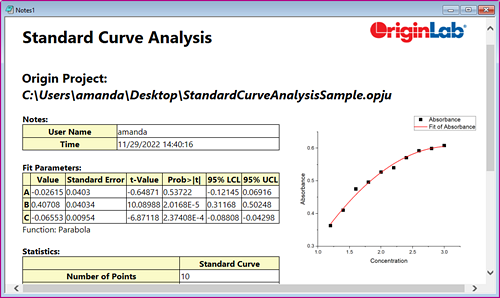 Notes1
Standard Curve Analysis
OriginLab®
Origin Project:
C:\Users\amanda\Desktop\StandardCurveAnalysisSample.opju
Notes:
User Name amanda
Time 11/29/2022 14:40:16
Fit Parameters:
Value Standard Error t-Value Prob>|t| 95% LCL 95% UCL
A -0.02615 0.0403 -0.64871 0.53722 -0.12145 0.06916
B 0.40708 0.04034 10.08988 2.0168E-5 0.31168 0.50248
C -0.06553 0.00954 -6.87118 2.37408E-4 -0.08808 -0.04298
Function: Parabola
Statistics:
Standard Curve
Number of Points 10
Absorbance
Fit of Absorbance
0.6
0.5
0.4
0.3
Absorbance
1.0 1.5 2.0 2.5 3.0
Concentration